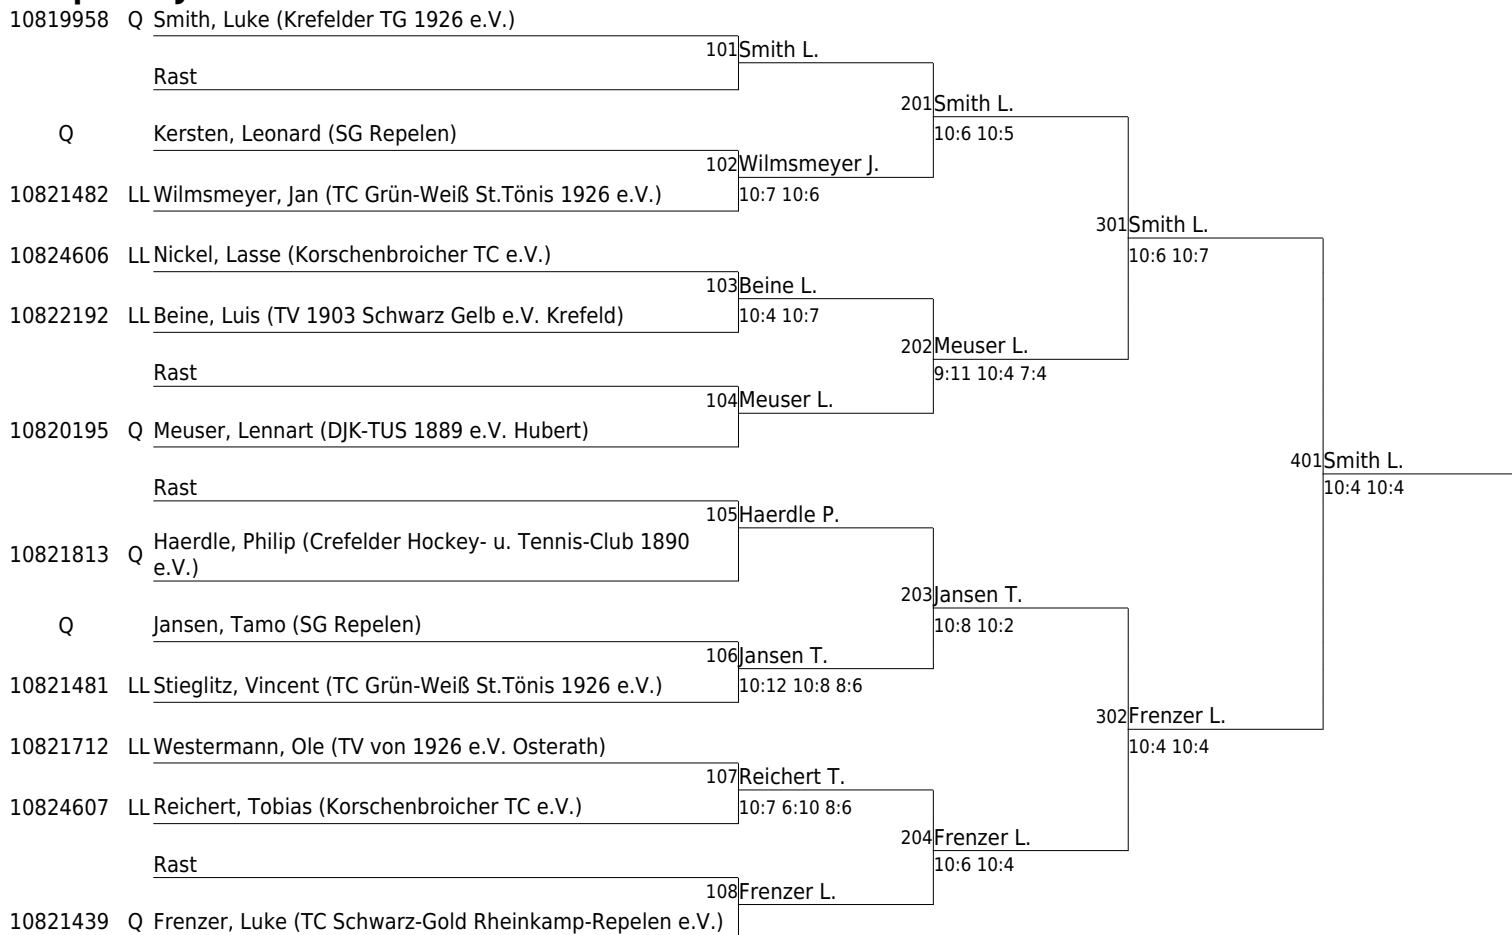 10819958 Q Smith, Luke (Krefelder TG 1926 e.V.)
101 Smith L.
Rast
201 Smith L.
Q Kersten, Leonard (SG Repelen)
10:6 10:5
102 Wilmsmeyer J.
10821482 LL Wilmsmeyer, Jan (TC Grün-Weiß St.Tönis 1926 e.V.)
10:7 10:6
301 Smith L.
10824606 LL Nickel, Lasse (Korschenbroicher TC e.V.)
10:6 10:7
103 Beine L.
10822192 LL Beine, Luis (TV 1903 Schwarz Gelb e.V. Krefeld)
10:4 10:7
202 Meuser L.
Rast
9:11 10:4 7:4
104 Meuser L.
10820195 Q Meuser, Lennart (DJK-TUS 1889 e.V. Hubert)
401 Smith L.
Rast
10:4 10:4
105 Haerdle P.
10821813 Q Haerdle, Philip (Crefelder Hockey- u. Tennis-Club 1890
e.V.)
203 Jansen T.
Q Jansen, Tamo (SG Repelen)
10:8 10:2
106 Jansen T.
10821481 LL Stieglitz, Vincent (TC Grün-Weiß St.Tönis 1926 e.V.)
10:12 10:8 8:6
302 Frenzer L.
10821712 LL Westermann, Ole (TV von 1926 e.V. Osterath)
10:4 10:4
107 Reichert T.
10824607 LL Reichert, Tobias (Korschenbroicher TC e.V.)
10:7 6:10 8:6
204 Frenzer L.
Rast
10:6 10:4
108 Frenzer L.
10821439 Q Frenzer, Luke (TC Schwarz-Gold Rheinkamp-Repelen e.V.)